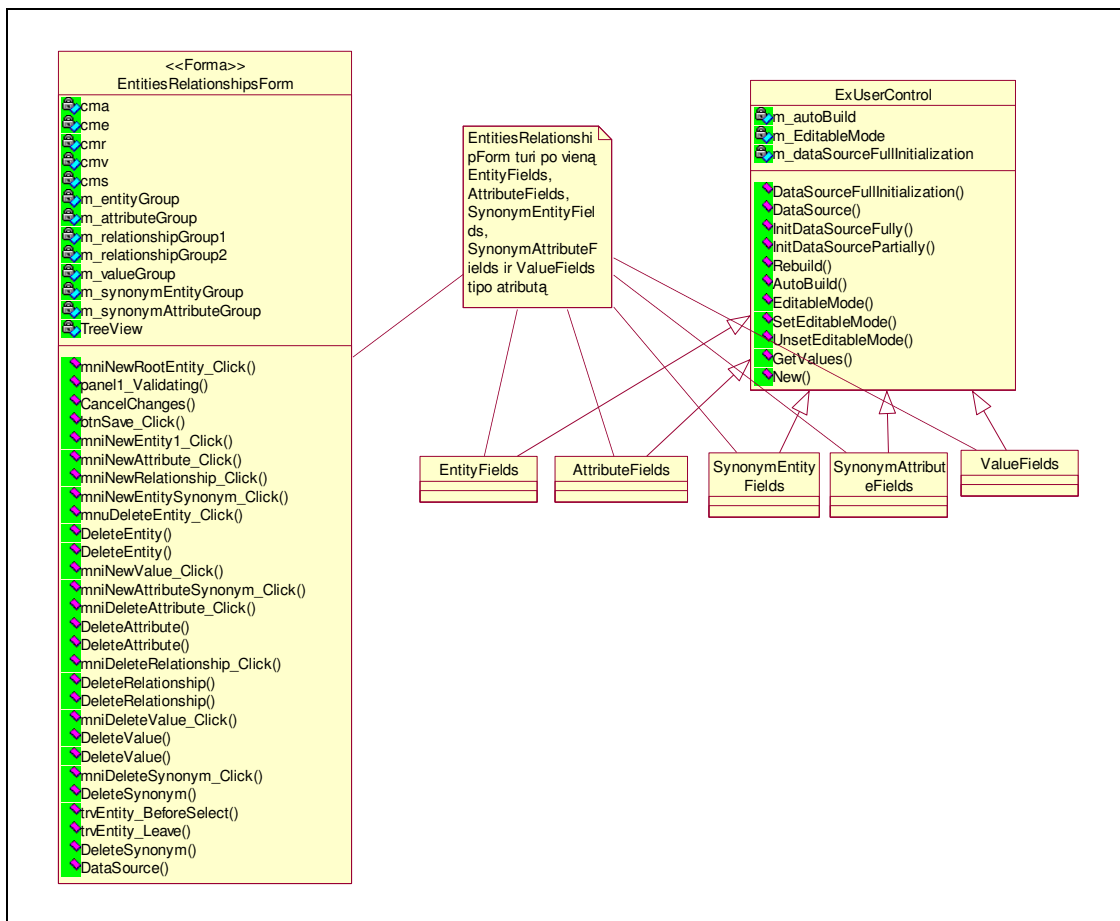 <<Forma>>
EntitiesRelationshipsForm
cma
cme
cmr
cmv
cms
m_entityGroup
m_attributeGroup
m_relationshipGroup1
m_relationshipGroup2
m_valueGroup
m_synonymEntityGroup
m_synonymAttributeGroup
TreeView
mniNewRootEntity_Click()
panel1_Validating()
CancelChanges()
btnSave_Click()
mniNewEntity1_Click()
mniNewAttribute_Click()
mniNewRelationship_Click()
mniNewEntitySynonym_Click()
mnuDeleteEntity_Click()
DeleteEntity()
DeleteEntity()
mniNewValue_Click()
mniNewAttributeSynonym_Click()
mniDeleteAttribute_Click()
DeleteAttribute()
DeleteAttribute()
mniDeleteRelationship_Click()
DeleteRelationship()
DeleteRelationship()
mniDeleteValue_Click()
DeleteValue()
DeleteValue()
mniDeleteSynonym_Click()
DeleteSynonym()
trvEntity_BeforeSelect()
trvEntity_Leave()
DeleteSynonym()
DataSource()
EntitiesRelationshi
pForm turi po vieną
EntityFields,
AttributeFields,
SynonymEntityFiel
ds,
SynonymAttributeF
ields ir ValueFields
tipo atributą
ExUserControl
m_autoBuild
m_EditableMode
m_dataSourceFullInitialization
DataSourceFullInitialization()
DataSource()
InitDataSourceFully()
InitDataSourcePartially()
Rebuild()
AutoBuild()
EditableMode()
SetEditableMode()
UnsetEditableMode()
GetValues()
New()
EntityFields
AttributeFields
SynonymEntity
Fields
SynonymAttribut
eFields
ValueFields